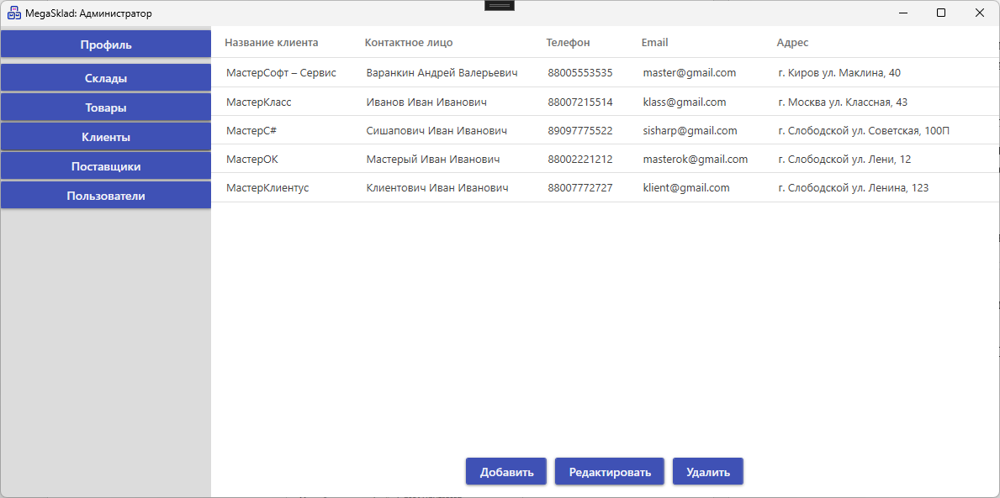 MegaSklad: Администратор
Профиль
Склады
Товары
Клиенты
Поставщики
Пользователи
Название клиента Контактное лицо Телефон Email Адрес
МастерСофт – Сервис Варанкин Андрей Валерьевич 88005553535 master@gmail.com г. Киров ул. Маклина, 40
МастерКласс Иванов Иван Иванович 88007215514 klass@gmail.com г. Москва ул. Классная, 43
МастерС# Сишапович Иван Иванович 89097775522 sisharp@gmail.com г. Слободской ул. Советская, 100П
МастерОК Мастерый Иван Иванович 88002221212 masterok@gmail.com г. Слободской ул. Лени, 12
МастерКлиентус Клиентович Иван Иванович 88007772727 klient@gmail.com г. Слободской ул. Ленина, 123
Добавить Редактировать Удалить